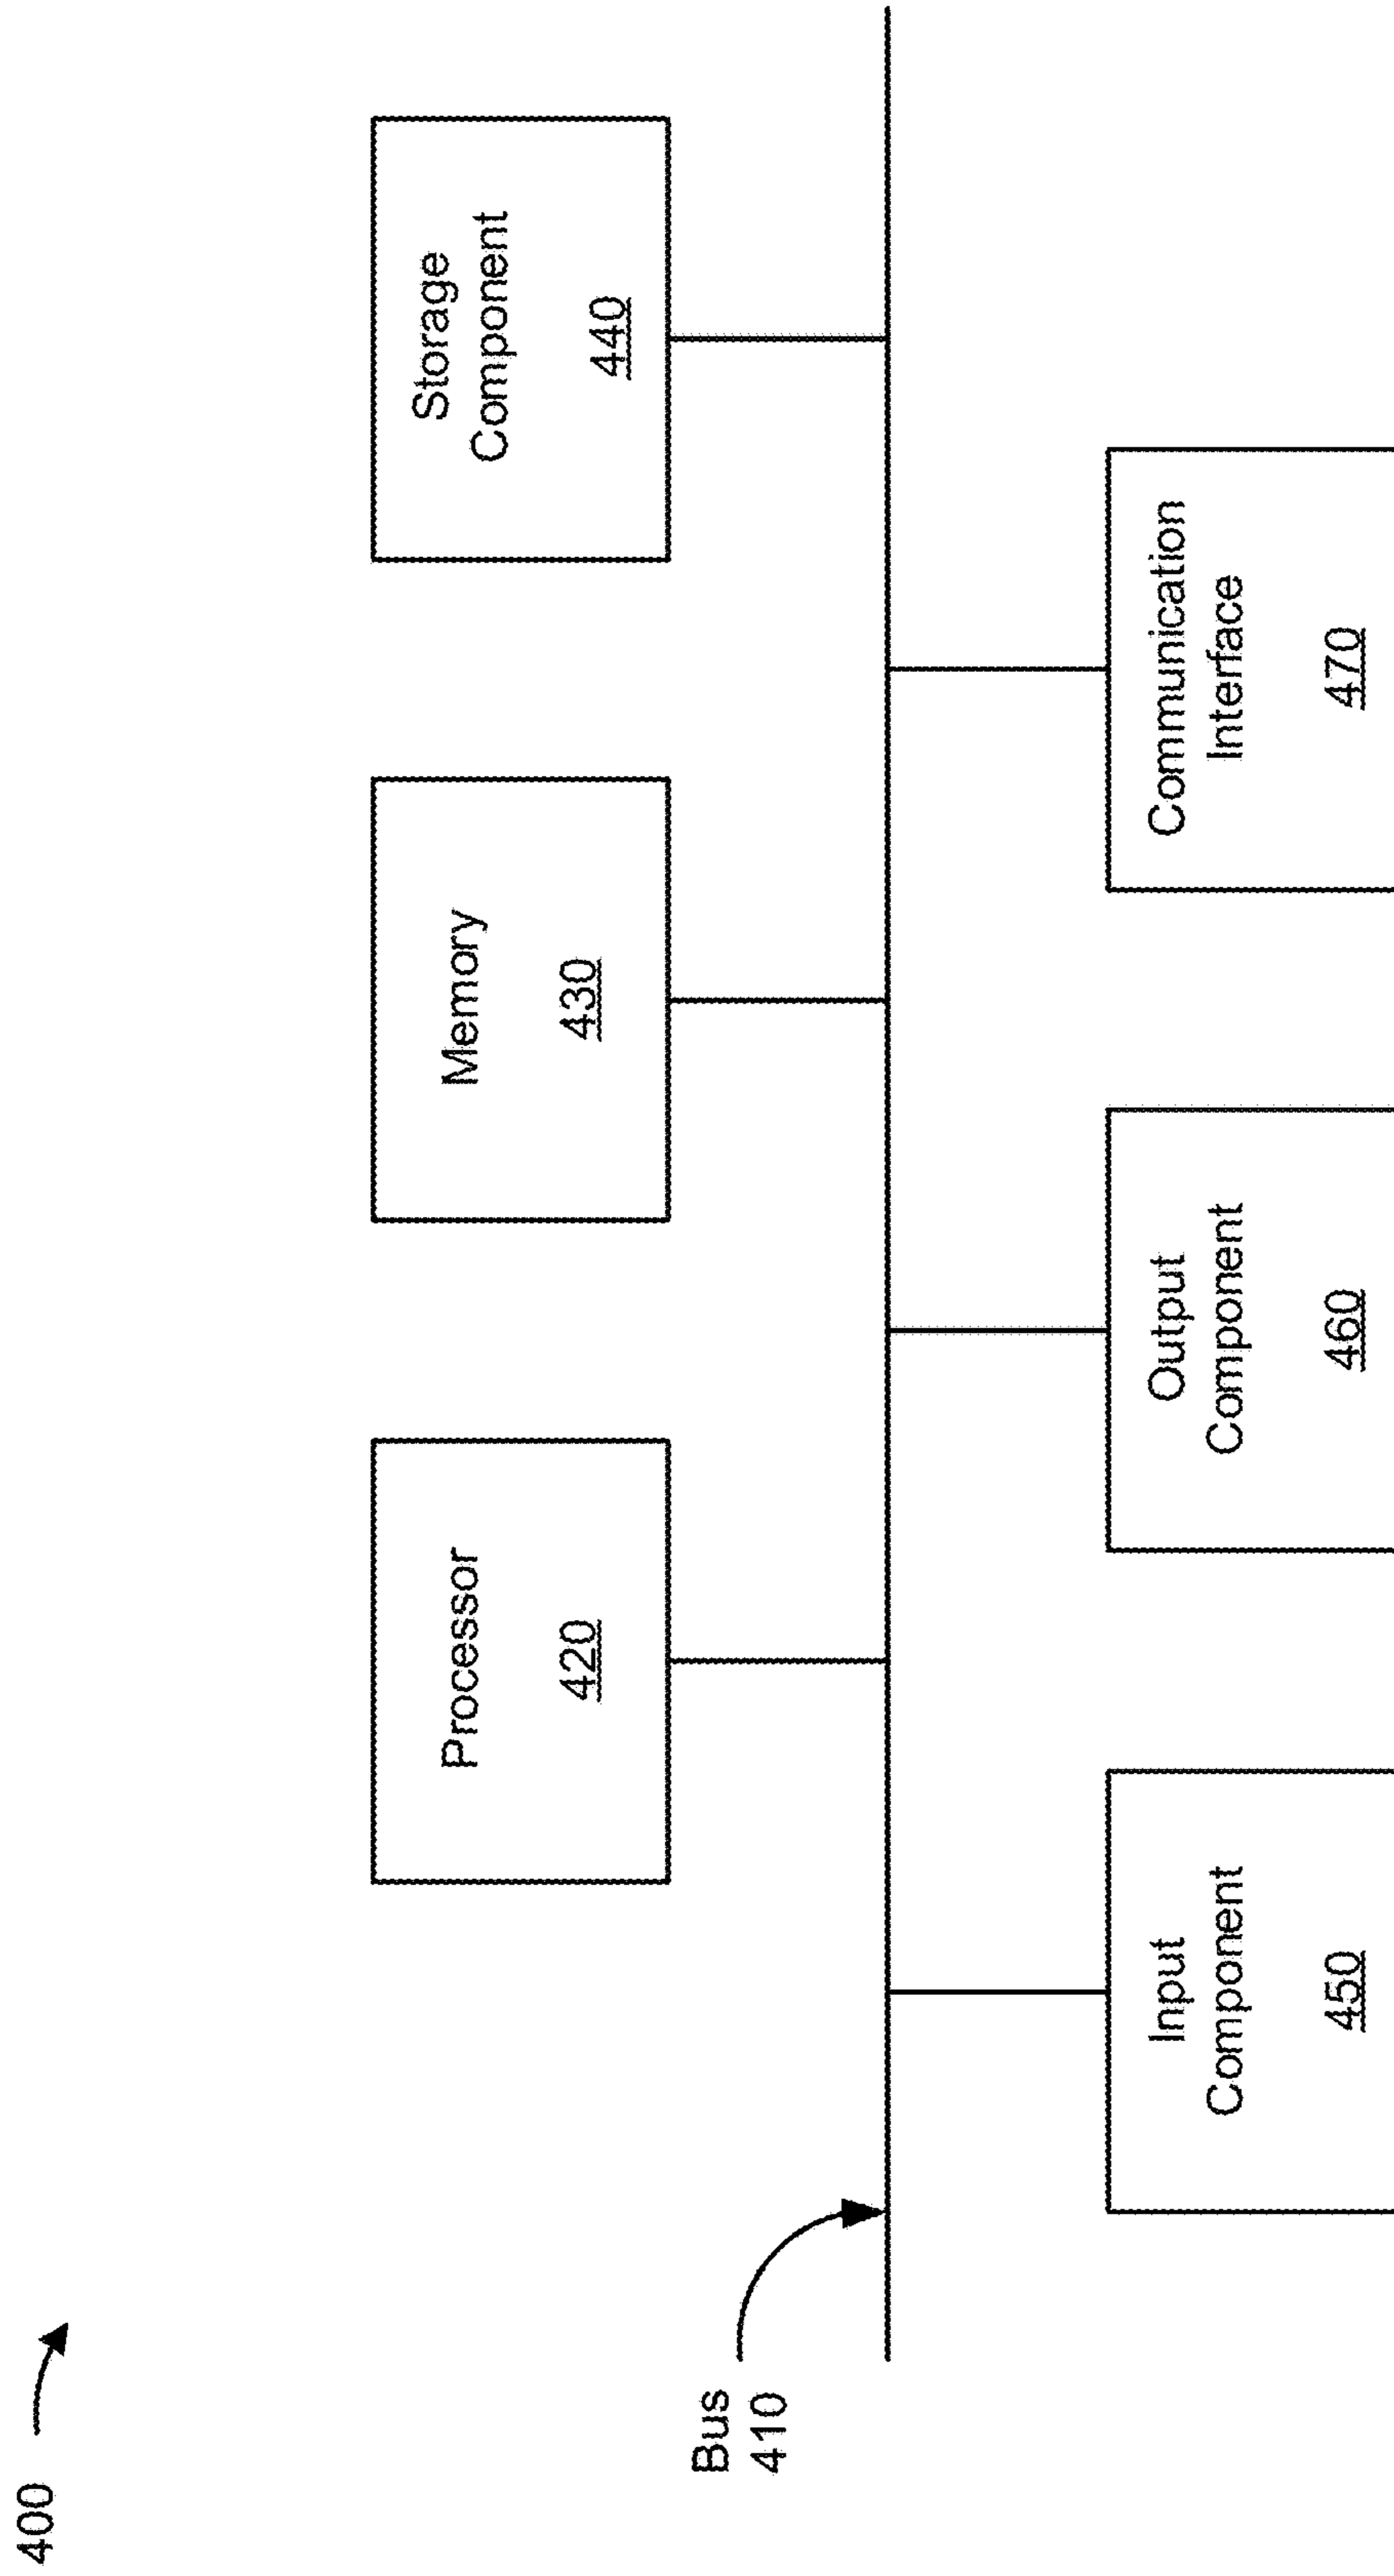 400
Processor
420
Memory
430
Storage
Component
440
Bus
410
Input
Component
450
Output
Component
460
Communication
Interface
470